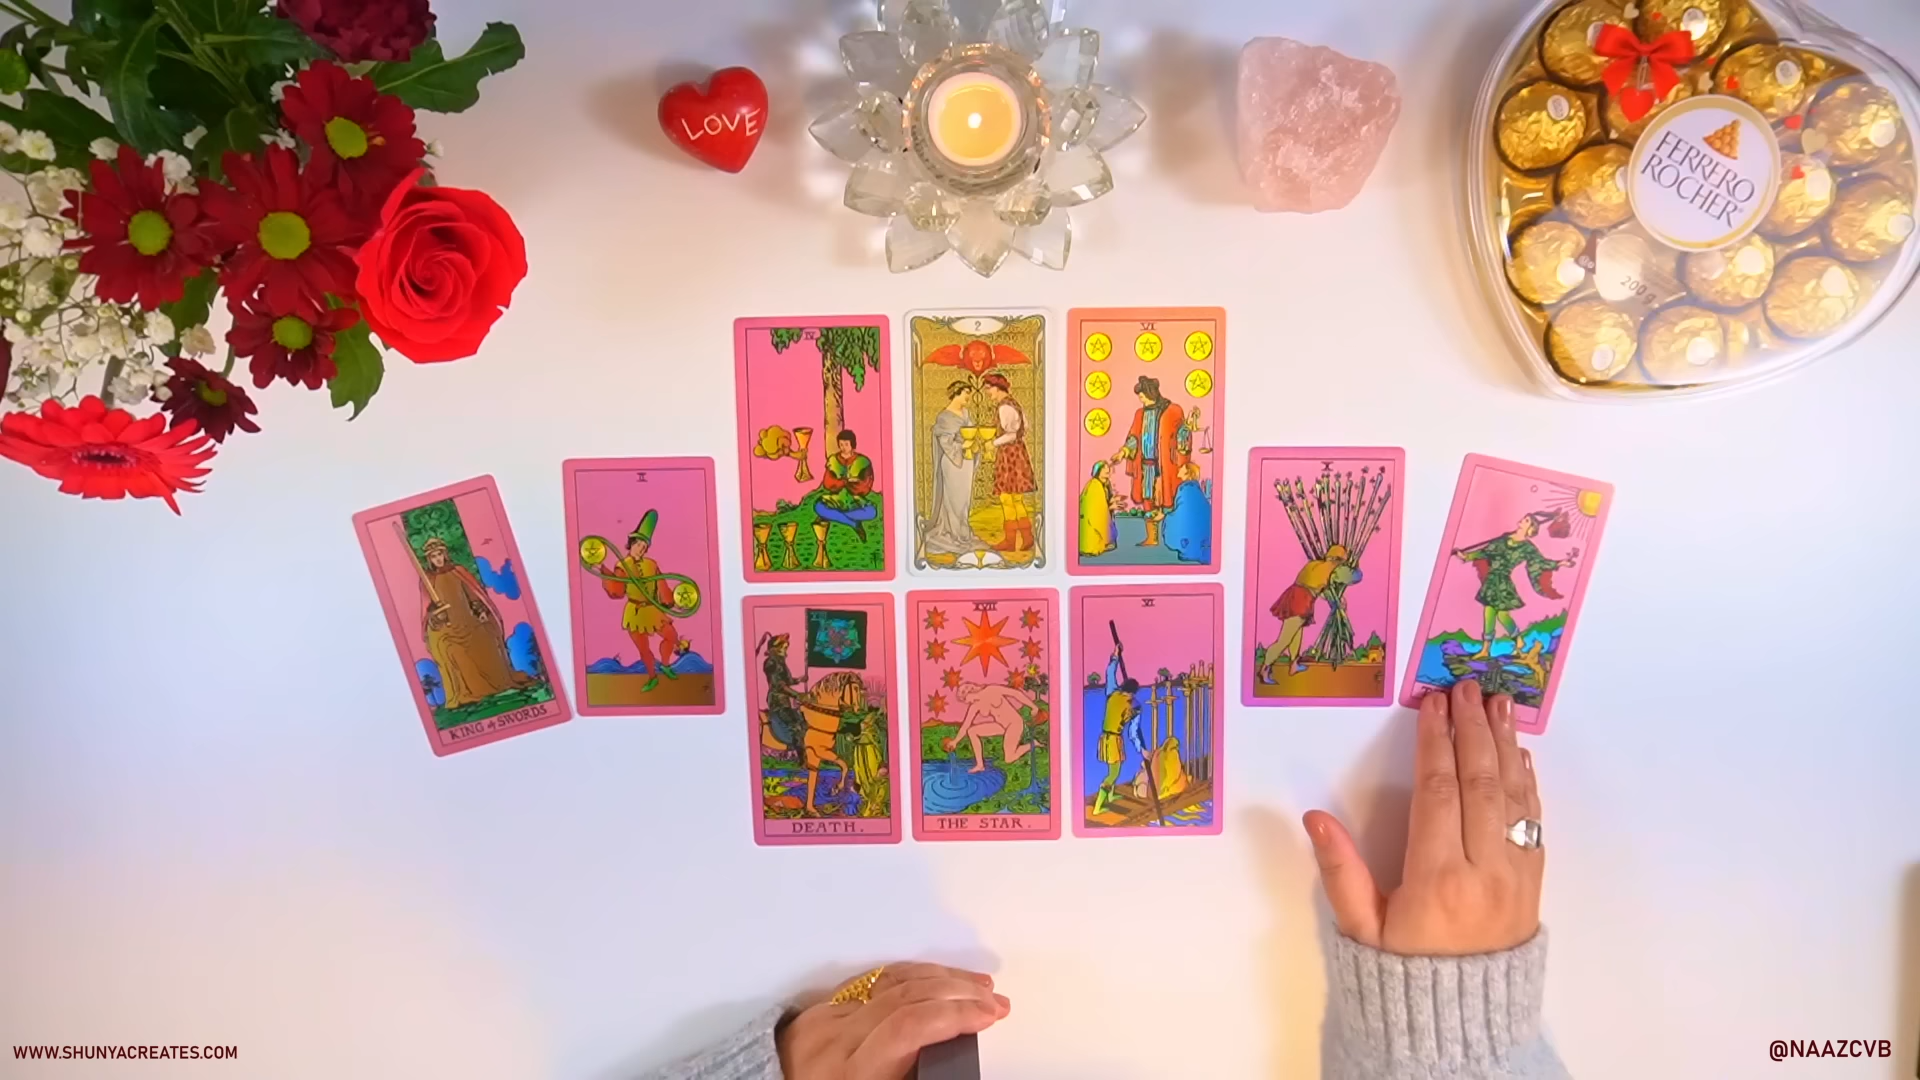 LOVE
FERRERO
ROCHER
200 g
IV
2
VI
II
X
KING of SWORDS
XVII
VI
DEATH.
THE STAR.
WWW.SHUNYACREATES.COM
@NAAZCVB